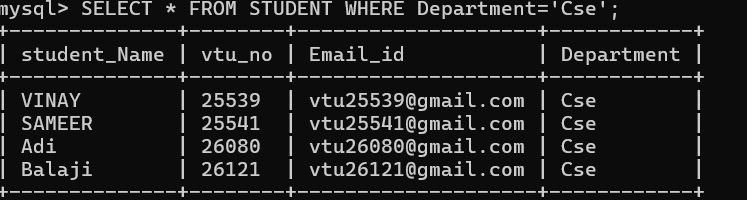 mysql> SELECT * FROM STUDENT WHERE Department='Cse';
+--------------+--------+--------------------+------------+
| student_Name | vtu_no | Email_id           | Department |
+--------------+--------+--------------------+------------+
| VINAY        | 25539  | vtu25539@gmail.com | Cse        |
| SAMEER       | 25541  | vtu25541@gmail.com | Cse        |
| Adi          | 26080  | vtu26080@gmail.com | Cse        |
| Balaji       | 26121  | vtu26121@gmail.com | Cse        |
+--------------+--------+--------------------+------------+